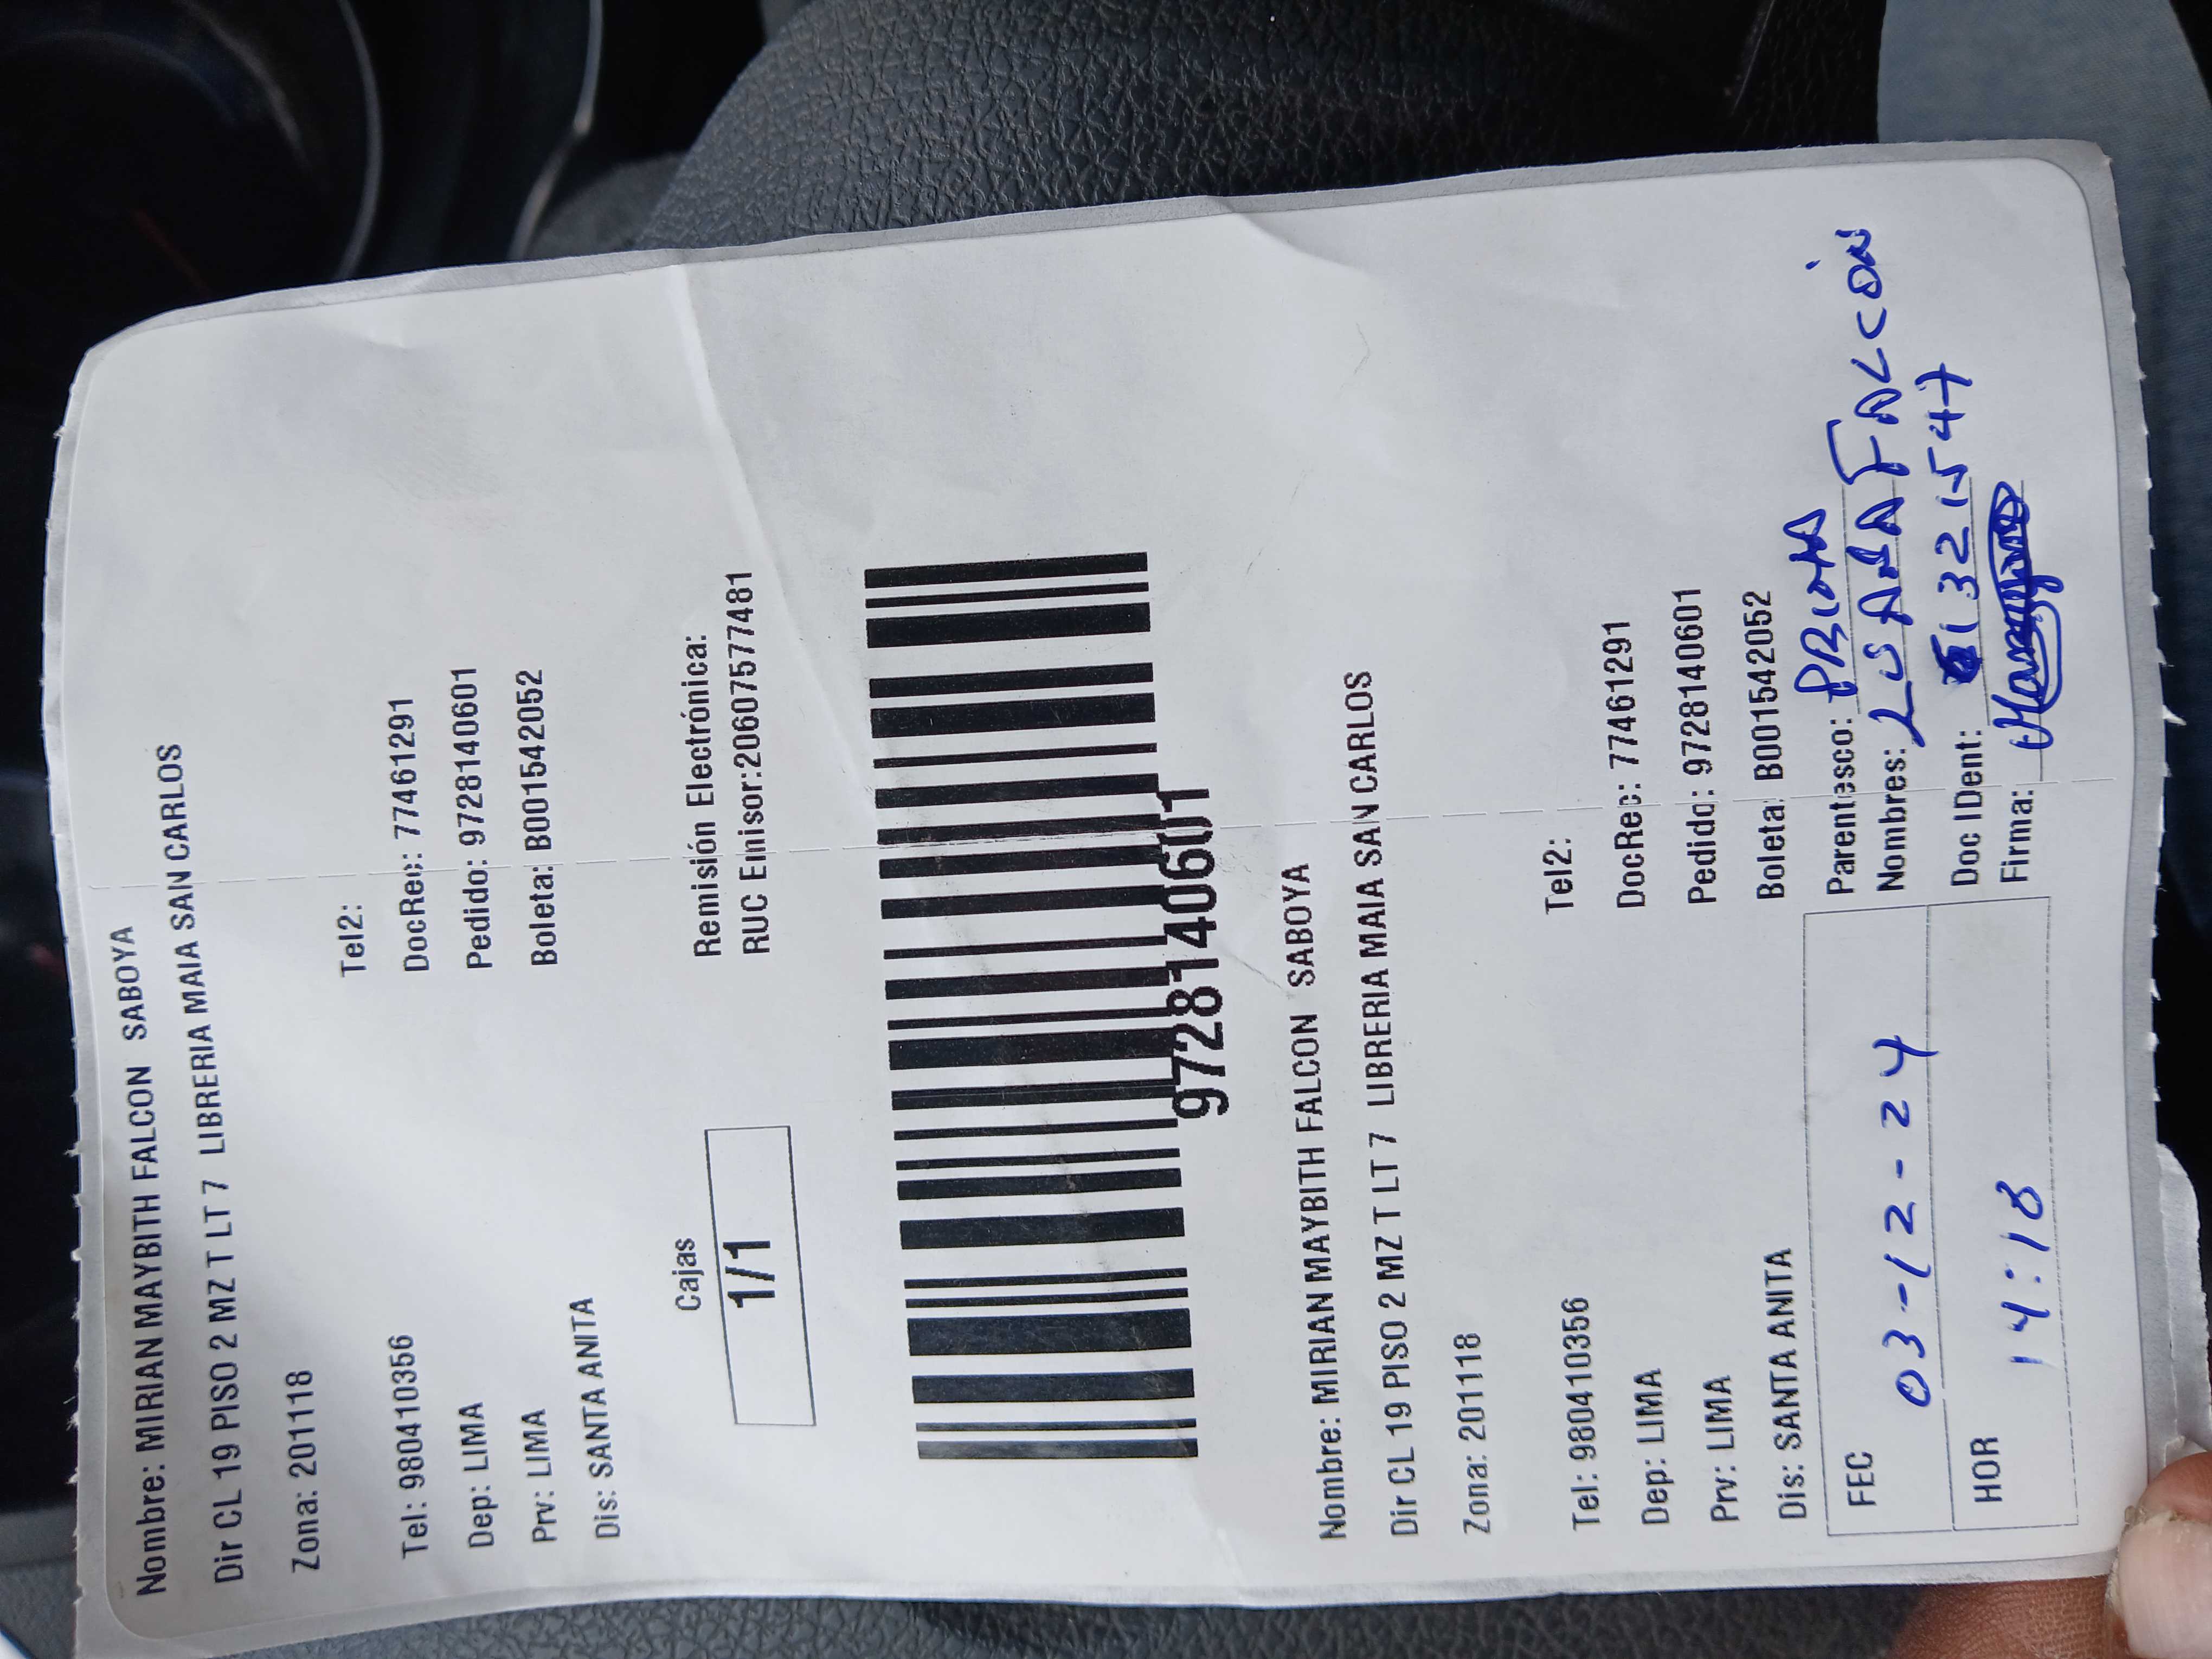 Nombre: MIRIAN MAYBITH FALCON SABOYA
Dir CL 19 PISO 2 MZ T LT 7 LIBRERIA MAIA SAN CARLOS
Zona: 201118
Tel2:
Tel: 980410356
DocRec: 77461291
Dep: LIMA
Pedido: 9728140601
Prv: LIMA
Boleta: B001542052
Dis: SANTA ANITA
Cajas
Remisión Electrónica:
1/1
RUC Emisor:20607577481
9728140601
Nombre: MIRIAN MAYBITH FALCON SABOYA
Dir CL 19 PISO 2 MZ T LT 7 LIBRERIA MAIA SAN CARLOS
Zona: 201118
Tel2:
Tel: 980410356
DocRec: 77461291
Dep: LIMA
Pedido: 9728140601
Prv: LIMA
Boleta: B001542052
Dis: SANTA ANITA
Parentesco: PRIMA
FEC 03-12-24
Nombres: FALCON
Doc IDent:
HOR 14:18
Firma: